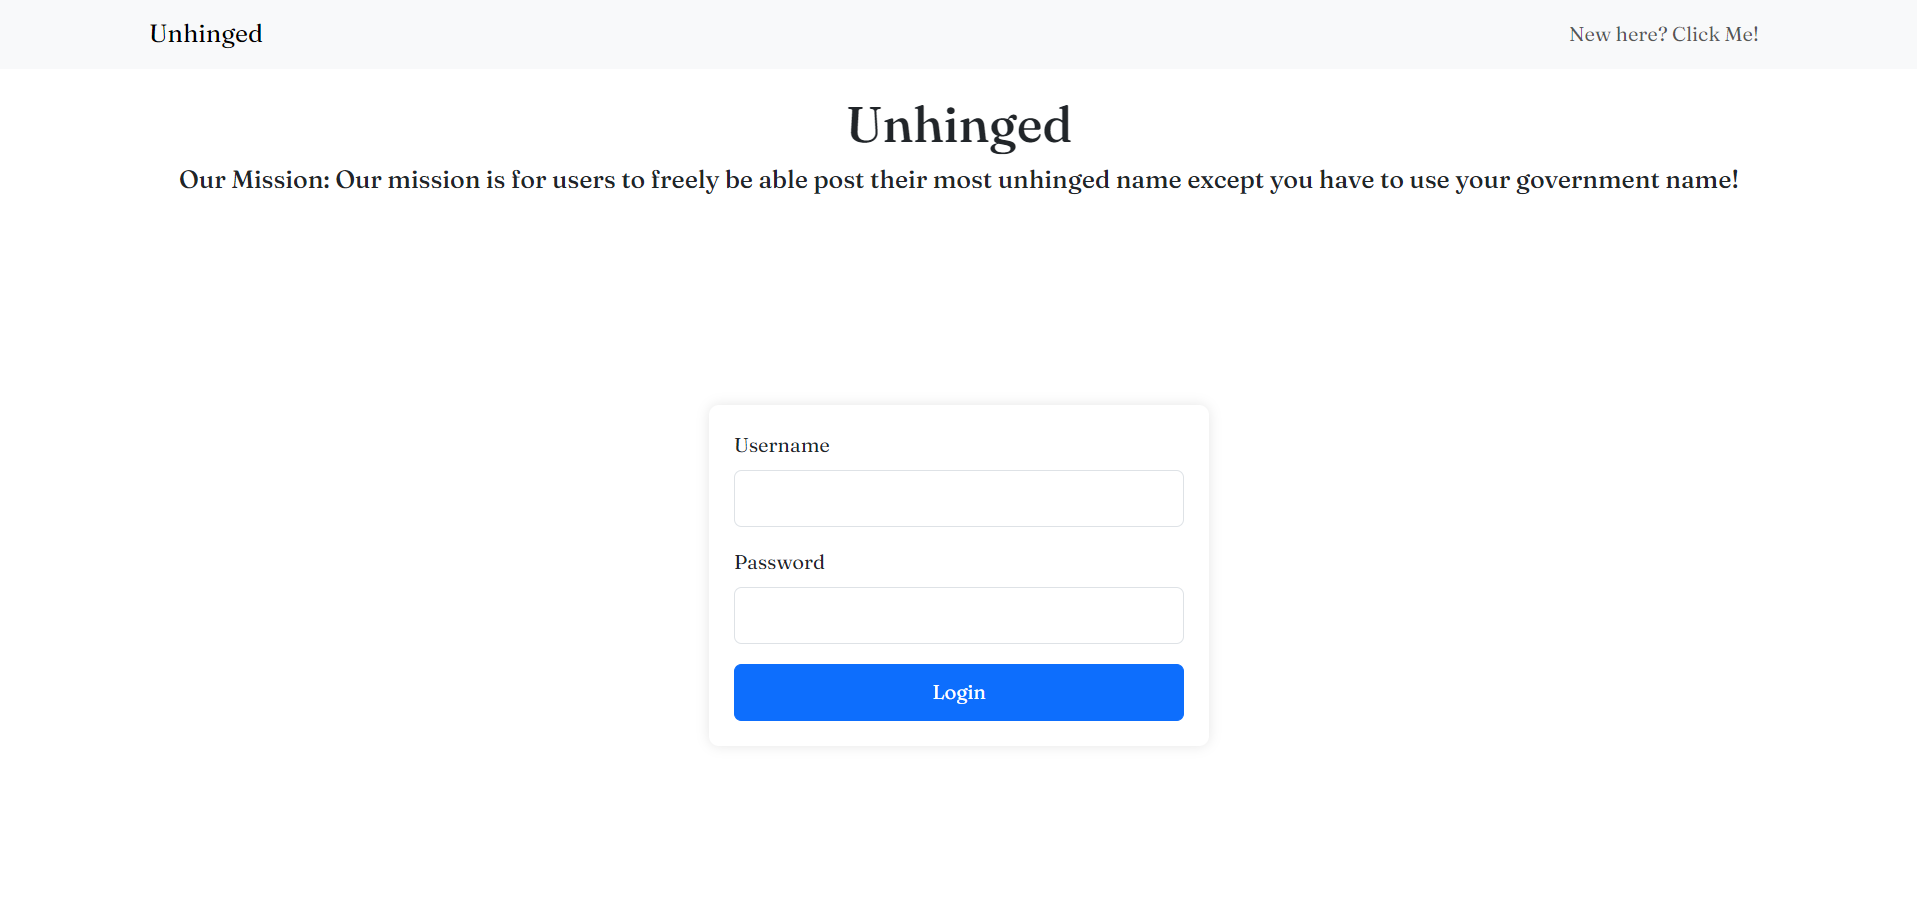 Unhinged
New here? Click Me!
Unhinged
Our Mission: Our mission is for users to freely be able post their most unhinged name except you have to use your government name!
Username
Password
Login